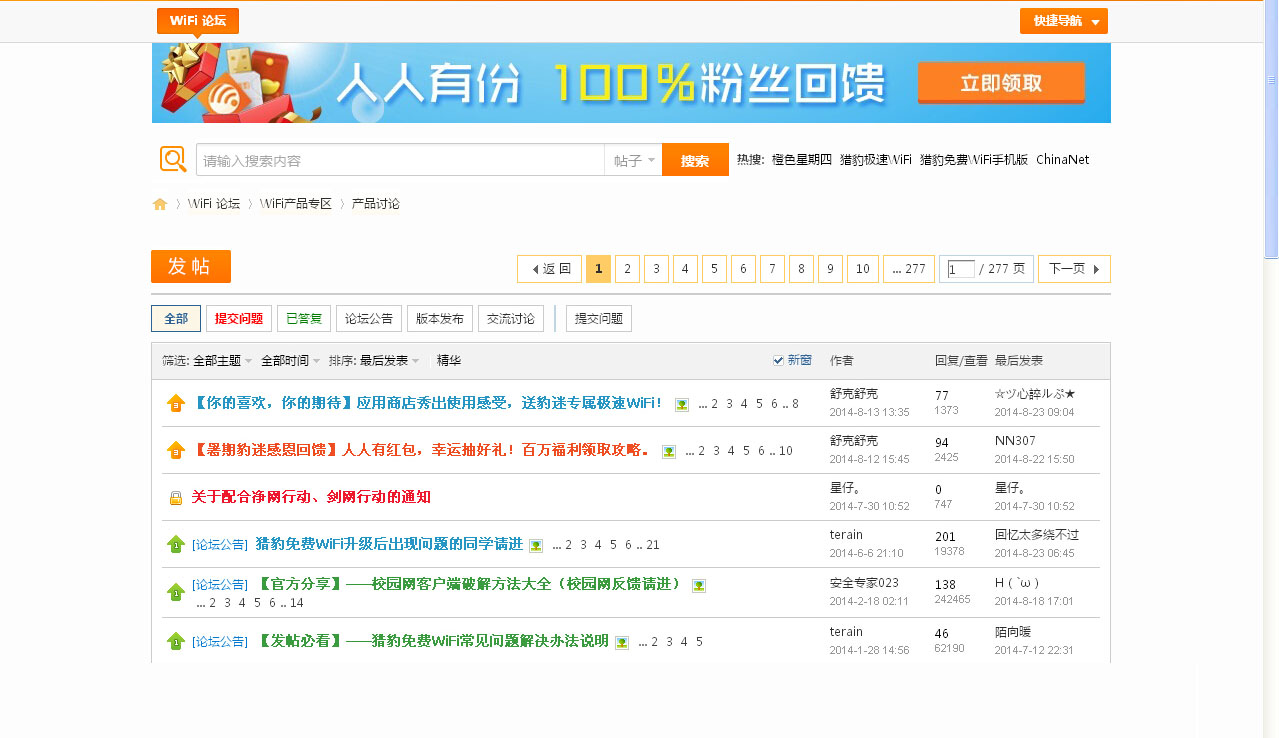 WiFi 论坛 快捷导航
人人有份 100%粉丝回馈 立即领取
请输入搜索内容 帖子 搜索 热搜: 橙色星期四 猎豹极速WiFi 猎豹免费WiFi手机版 ChinaNet
WiFi 论坛 〉 WiFi产品专区 〉 产品讨论
发帖 返回 1 2 3 4 5 6 7 8 9 10 ... 277 1 / 277 页 下一页
全部 提交问题 已答复 论坛公告 版本发布 交流讨论 提交问题
筛选: 全部主题 全部时间 排序: 最后发表 精华 新窗 作者 回复/查看 最后发表
【你的喜欢，你的期待】应用商店秀出使用感受，送豹迷专属极速WiFi！ ... 2 3 4 5 6 .. 8 舒克舒克 77 ☆ヅ心誶ルぷ★
2014-8-13 13:35 1373 2014-8-23 09:04
【暑期豹迷感恩回馈】人人有红包，幸运抽好礼！百万福利领取攻略。 ... 2 3 4 5 6 .. 10 舒克舒克 94 NN307
2014-8-12 15:45 2425 2014-8-22 15:50
关于配合净网行动、剑网行动的通知 星仔。 0 星仔。
2014-7-30 10:52 747 2014-7-30 10:52
[论坛公告] 猎豹免费WiFi升级后出现问题的同学请进 ... 2 3 4 5 6 .. 21 terain 201 回忆太多绕不过
2014-6-6 21:10 19378 2014-8-23 06:45
[论坛公告] 【官方分享】——校园网客户端破解方法大全（校园网反馈请进） 安全专家023 138 H ( `ω )
... 2 3 4 5 6 .. 14 2014-2-18 02:11 242465 2014-8-18 17:01
[论坛公告] 【发帖必看】——猎豹免费WiFi常见问题解决办法说明 ... 2 3 4 5 terain 46 陌向暖
2014-1-28 14:56 62190 2014-7-12 22:31